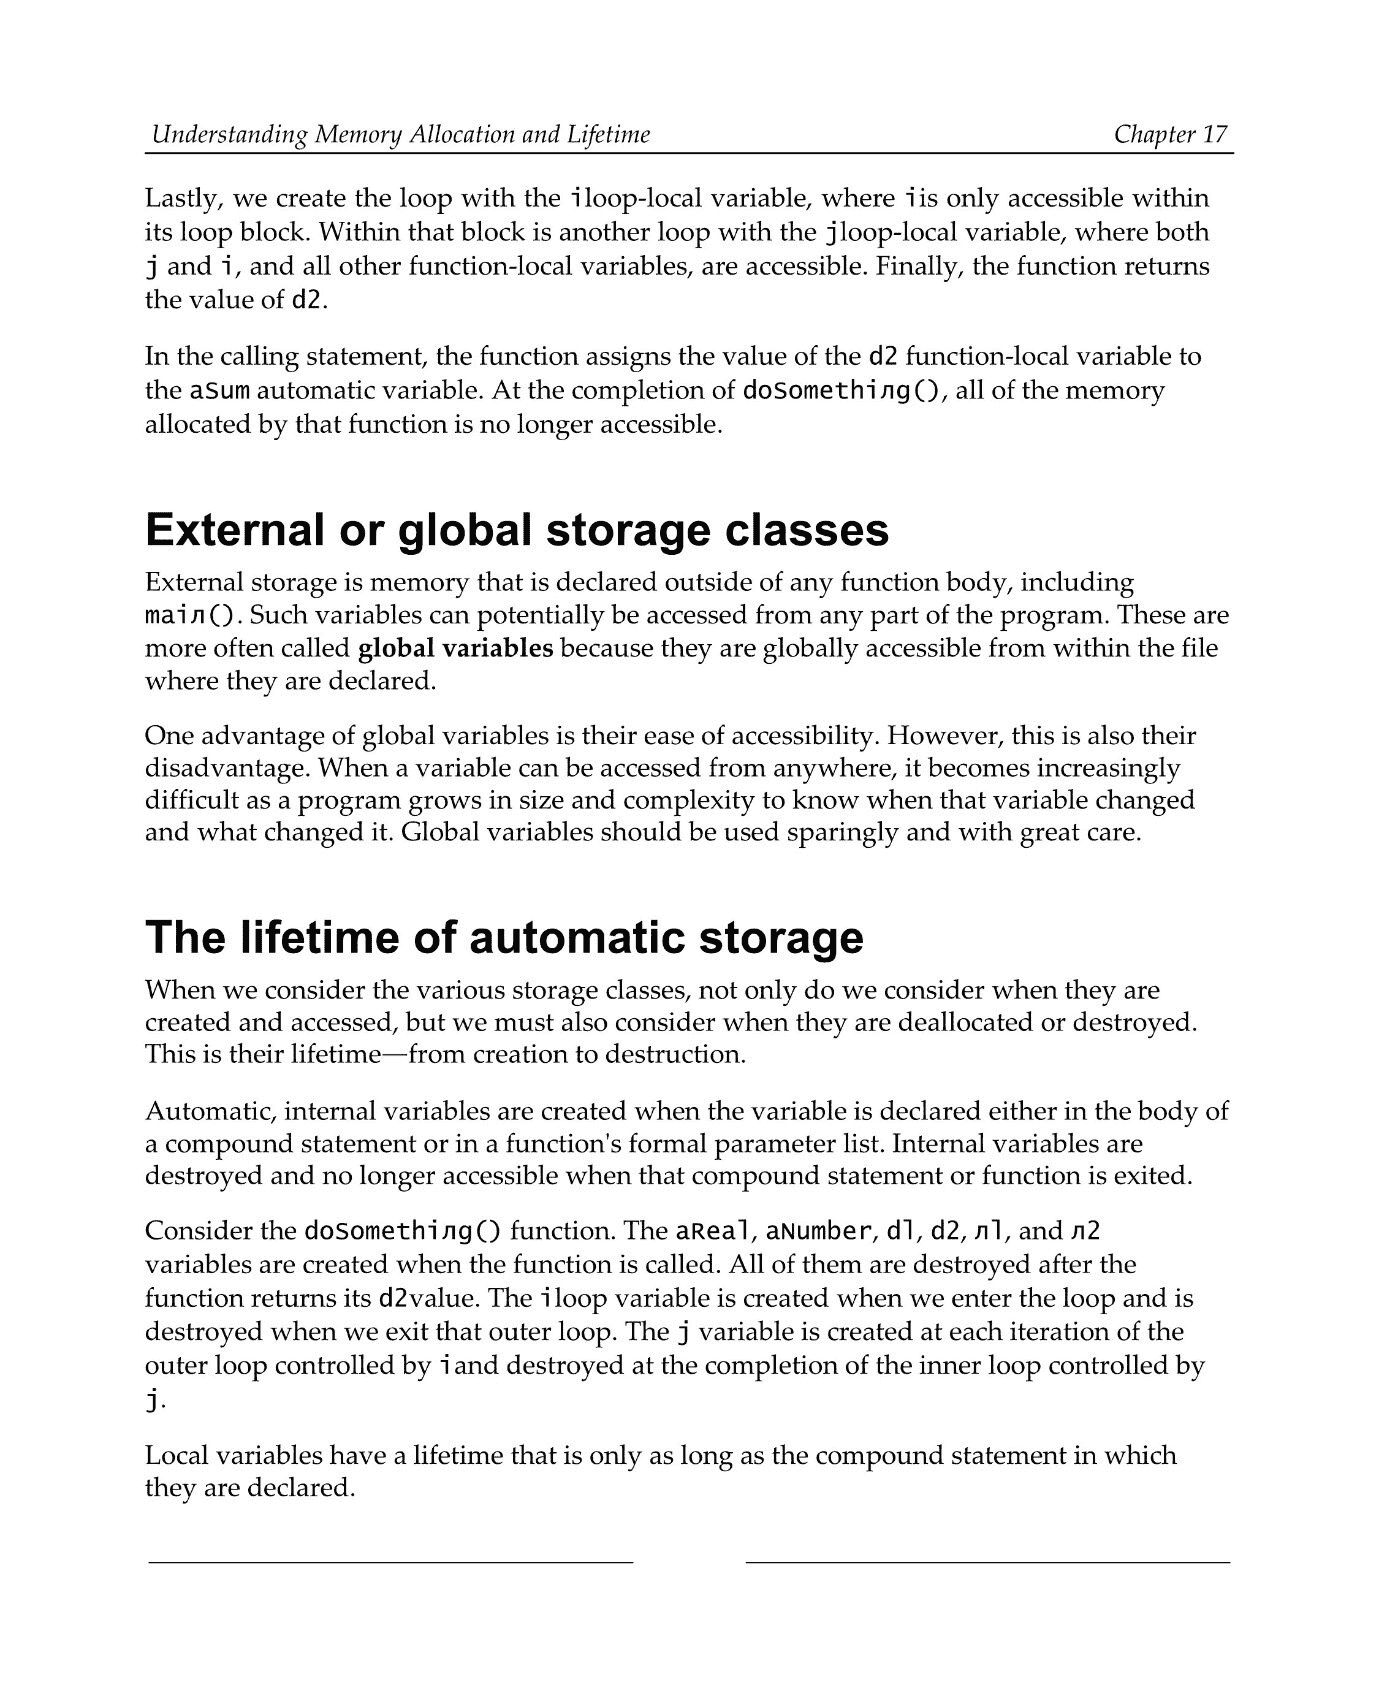 Understanding Memory Allocation and Lifetime Chapter 17
Lastly, we create the loop with the iloop-local variable, where iis only accessible within
its loop block. Within that block is another loop with the jloop-local variable, where both
j and i, and all other function-local variables, are accessible. Finally, the function returns
the value of d2.
In the calling statement, the function assigns the value of the d2 function-local variable to
the aSum automatic variable. At the completion of doSomethiлg(), all of the memory
allocated by that function is no longer accessible.
External or global storage classes
External storage is memory that is declared outside of any function body, including
maiл(). Such variables can potentially be accessed from any part of the program. These are
more often called global variables because they are globally accessible from within the file
where they are declared.
One advantage of global variables is their ease of accessibility. However, this is also their
disadvantage. When a variable can be accessed from anywhere, it becomes increasingly
difficult as a program grows in size and complexity to know when that variable changed
and what changed it. Global variables should be used sparingly and with great care.
The lifetime of automatic storage
When we consider the various storage classes, not only do we consider when they are
created and accessed, but we must also consider when they are deallocated or destroyed.
This is their lifetime—from creation to destruction.
Automatic, internal variables are created when the variable is declared either in the body of
a compound statement or in a function's formal parameter list. Internal variables are
destroyed and no longer accessible when that compound statement or function is exited.
Consider the doSomethiлg() function. The aReal, aNumber, dl, d2, лl, and л2
variables are created when the function is called. All of them are destroyed after the
function returns its d2value. The iloop variable is created when we enter the loop and is
destroyed when we exit that outer loop. The j variable is created at each iteration of the
outer loop controlled by iand destroyed at the completion of the inner loop controlled by
j.
Local variables have a lifetime that is only as long as the compound statement in which
they are declared.